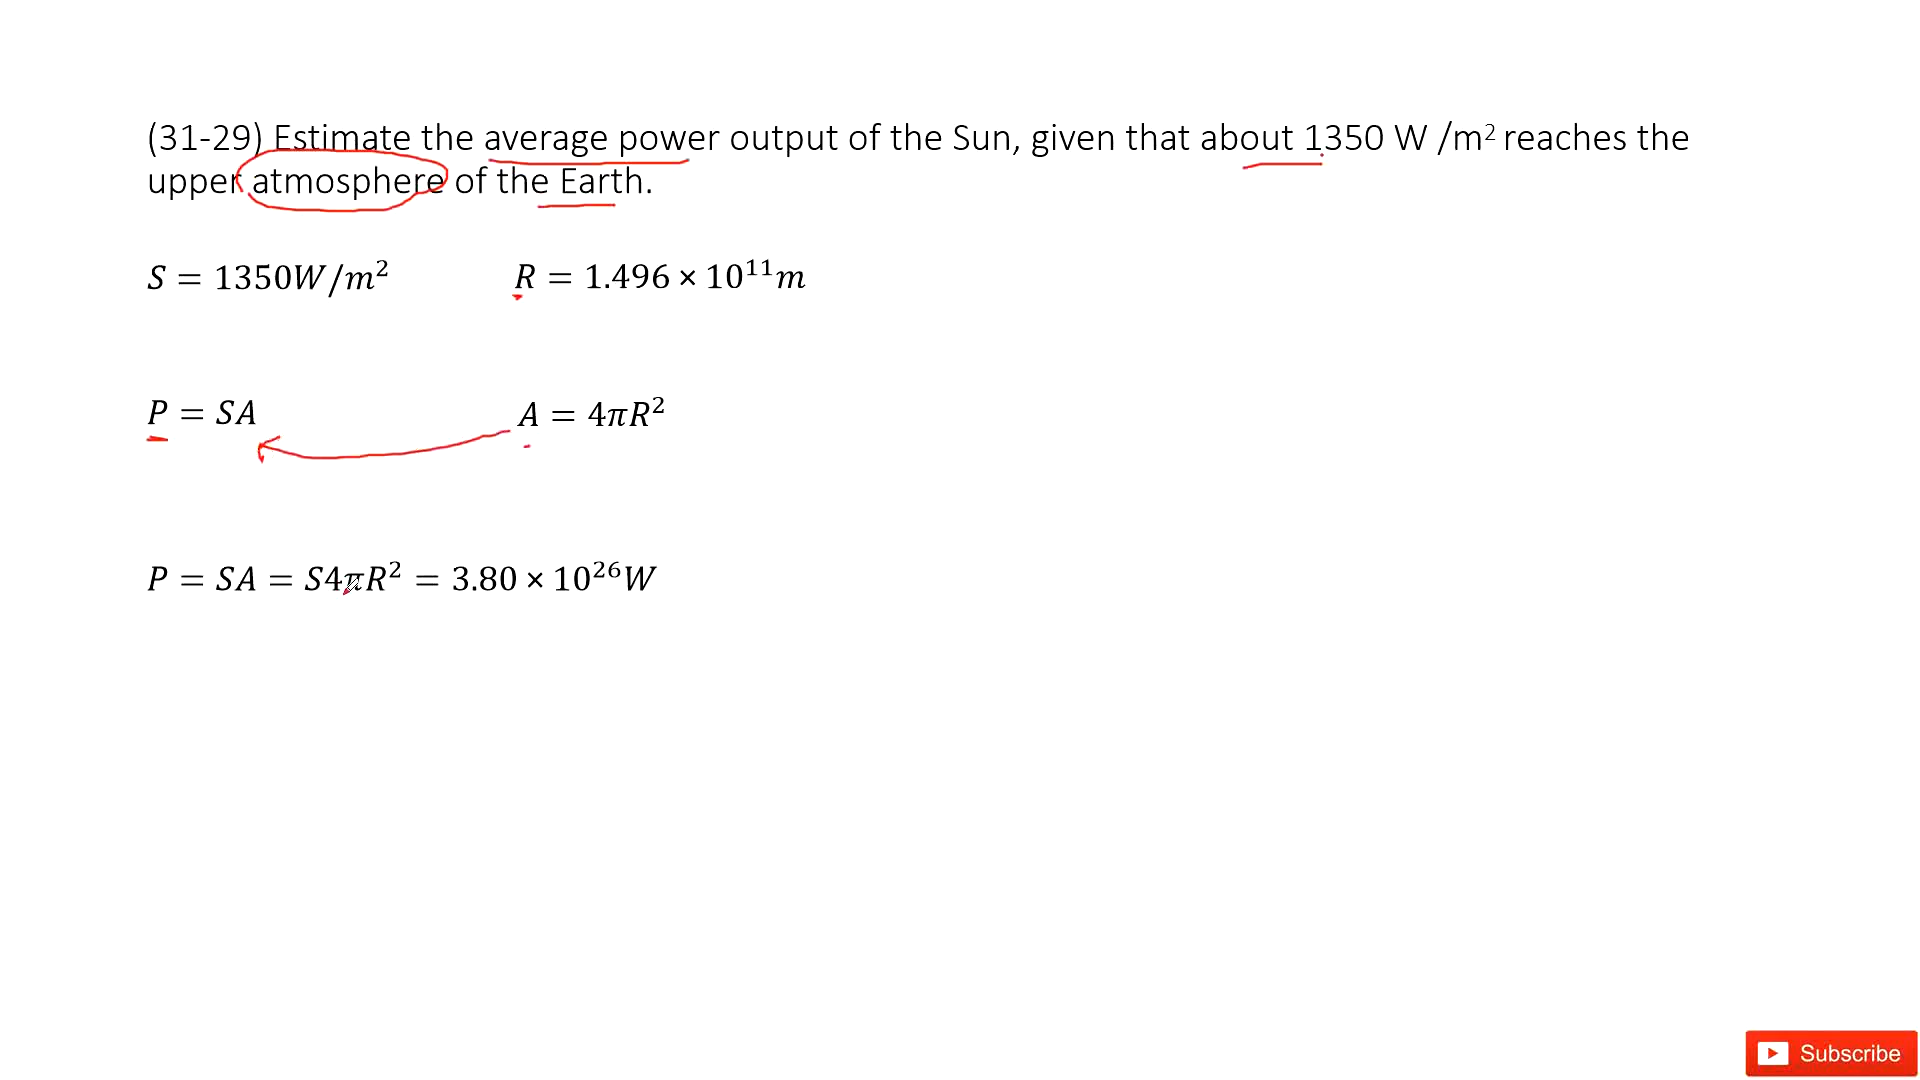 (31-29) Estimate the average power output of the Sun, given that about 1350 W /m² reaches the
upper atmosphere of the Earth.
S = 1350W/m² R = 1.496 × 10¹¹m
P = SA A = 4πR²
P = SA = S4πR² = 3.80 × 10²⁶W
Subscribe